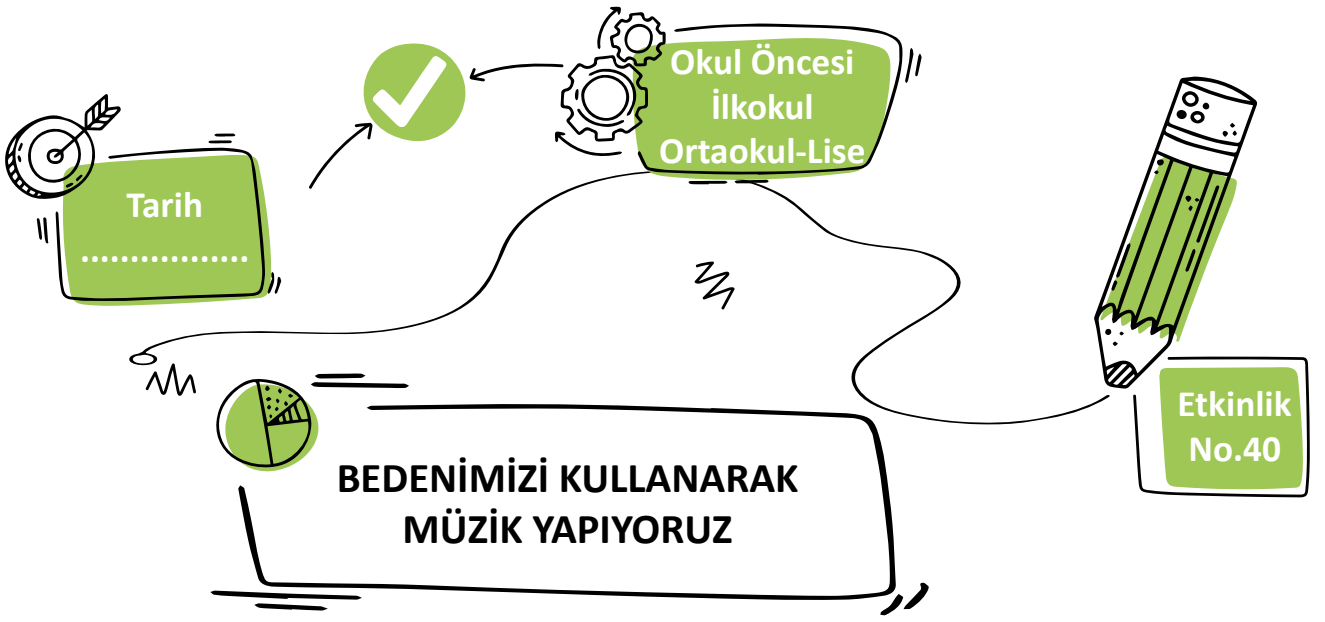 Okul Öncesi
İlkokul
Ortaokul-Lise
Tarih
.................
Etkinlik
No.40
BEDENİMİZİ KULLANARAK
MÜZİK YAPIYORUZ